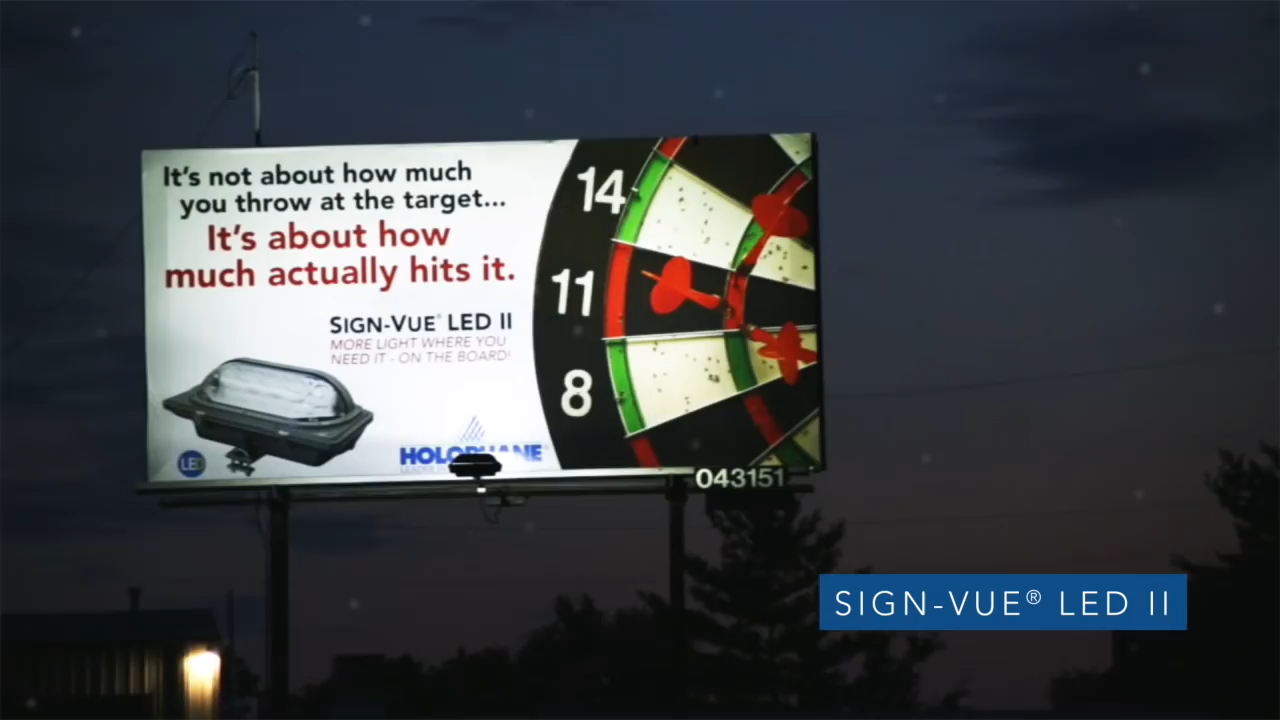 It's not about how much
you throw at the target...
It's about how
much actually hits it.
SIGN-VUE® LED II
MORE LIGHT WHERE YOU
NEED IT - ON THE BOARD!
14
11
8
LED
HOLOPHANE
043151
SIGN-VUE® LED II